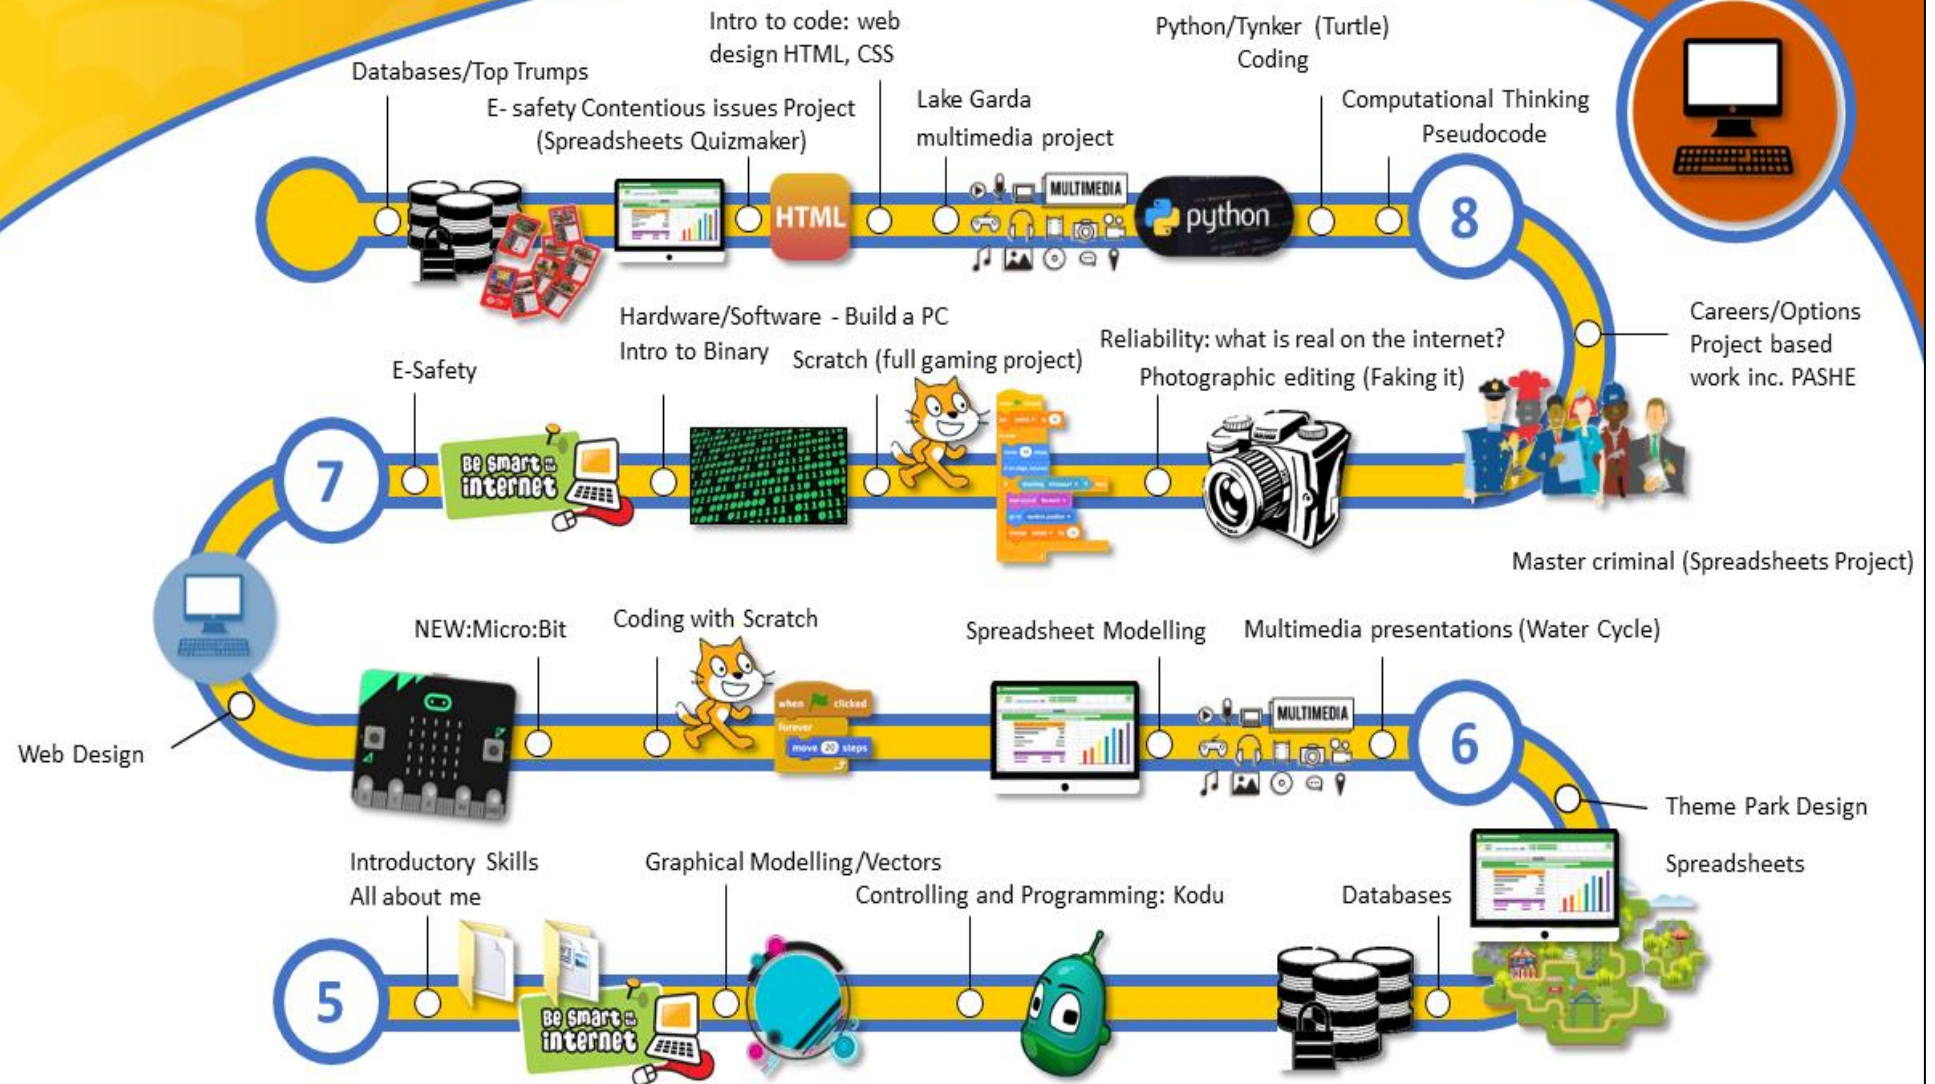 Intro to code: web
design HTML, CSS
Python/Tynker (Turtle)
Coding
Databases/Top Trumps
E- safety Contentious issues Project
(Spreadsheets Quizmaker)
Lake Garda
multimedia project
Computational Thinking
Pseudocode
HTML
MULTIMEDIA
python
8
Hardware/Software - Build a PC
Intro to Binary
Scratch (full gaming project)
Reliability: what is real on the internet?
Photographic editing (Faking it)
Careers/Options
Project based
work inc. PASHE
E-Safety
7
Be smart on the
internet
Master criminal (Spreadsheets Project)
NEW:Micro:Bit
Coding with Scratch
Spreadsheet Modelling
Multimedia presentations (Water Cycle)
Web Design
when clicked
forever
move 20 steps
MULTIMEDIA
6
Theme Park Design
Spreadsheets
Introductory Skills
All about me
Graphical Modelling/Vectors
Controlling and Programming: Kodu
Databases
5
Be smart on the
internet